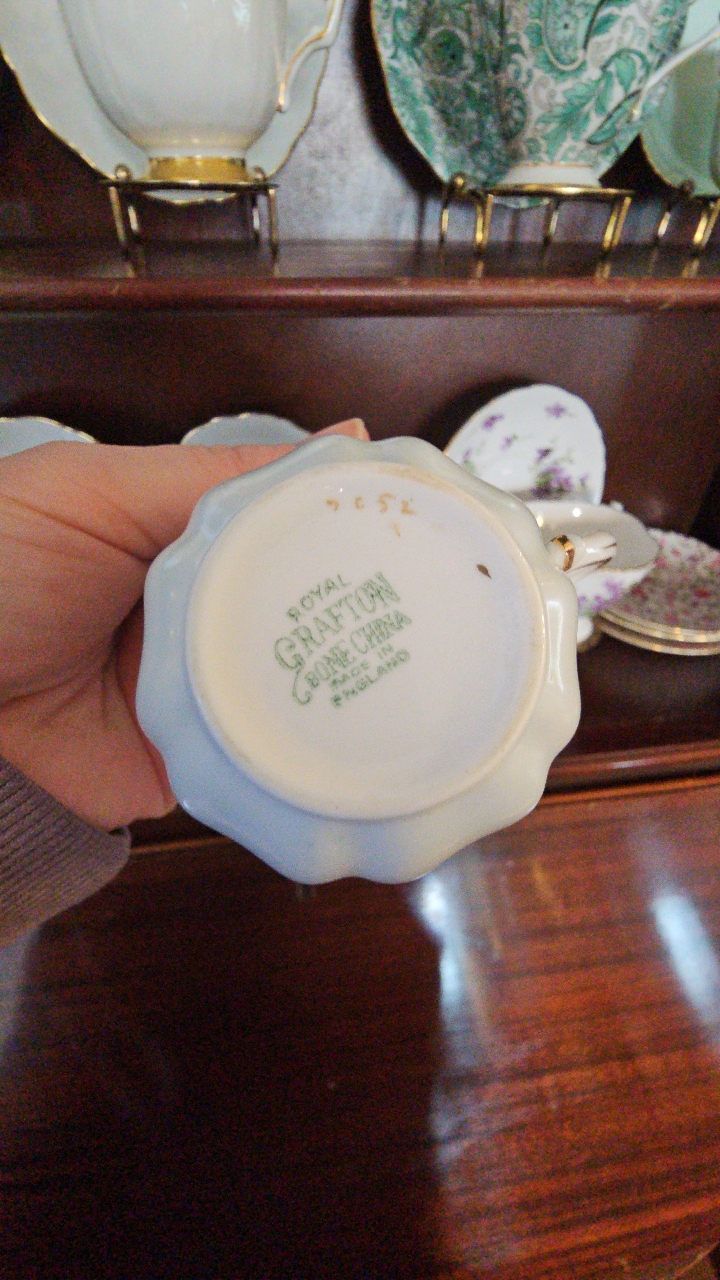 ROYAL
GRAFTON
BONE CHINA
MADE IN
ENGLAND